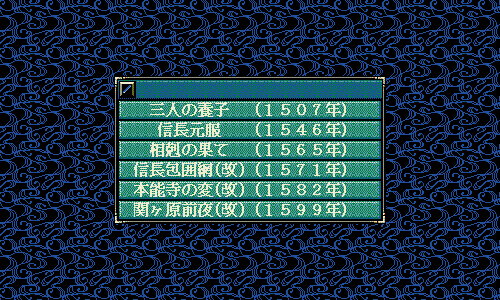 三人の養子 (1507年)
信長元服 (1546年)
相剋の果て (1565年)
信長包囲網(改) (1571年)
本能寺の変(改) (1582年)
関ヶ原前夜(改) (1599年)